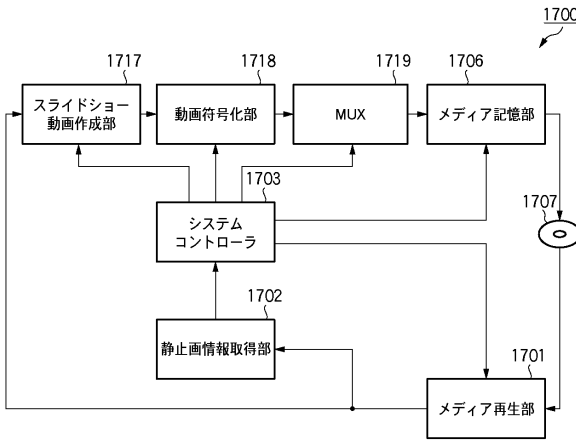 1700
1717
1718
1719
1706
スライドショー
動画作成部
動画符号化部
MUX
メディア記憶部
1703
1707
システム
コントローラ
1702
静止画情報取得部
1701
メディア再生部